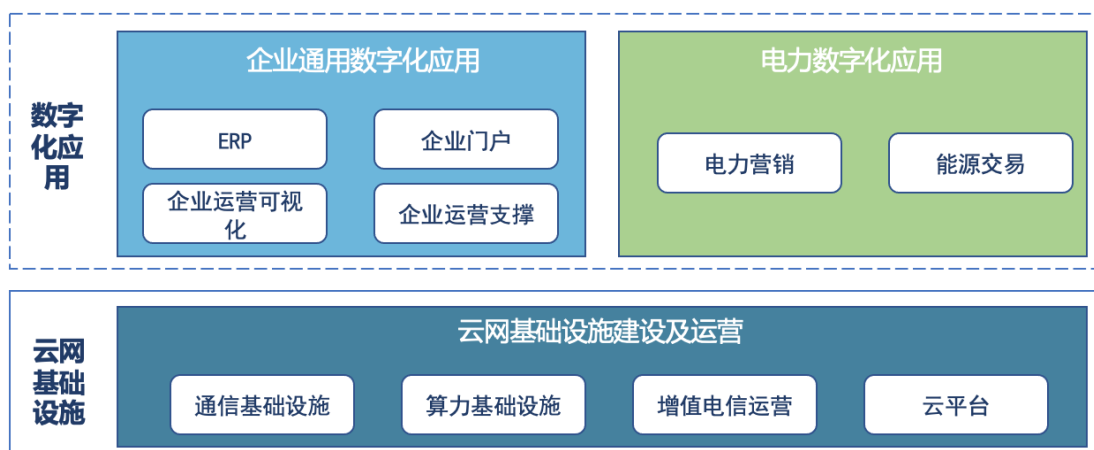 数字
化应
用
企业通用数字化应用
ERP
企业门户
企业运营可视
化
企业运营支撑
电力数字化应用
电力营销
能源交易
云网
基础
设施
云网基础设施建设及运营
通信基础设施
算力基础设施
增值电信运营
云平台